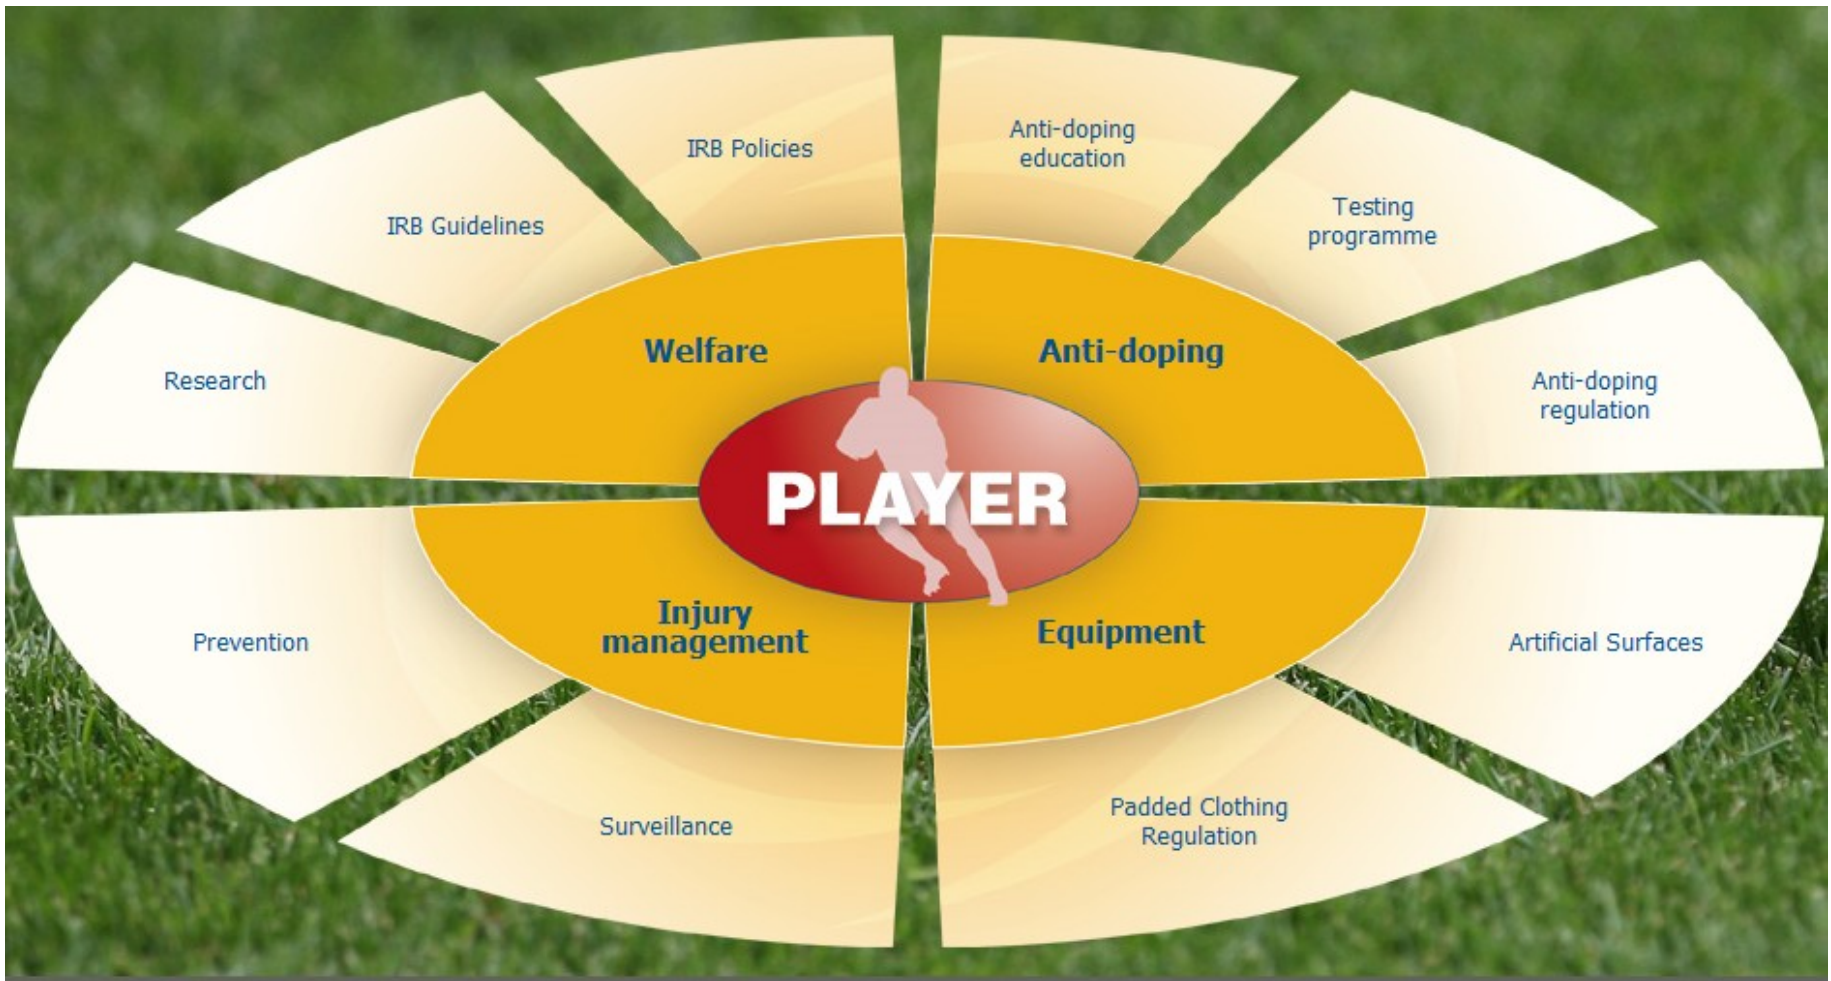 IRB Policies
Anti-doping
education
IRB Guidelines
Testing
programme
Welfare
Anti-doping
Research
Anti-doping
regulation
PLAYER
Injury
management
Equipment
Prevention
Artificial Surfaces
Surveillance
Padded Clothing
Regulation